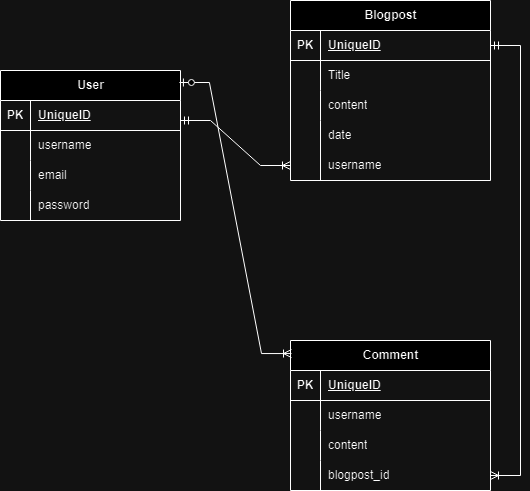 User
PK UniqueID
username
email
password
Blogpost
PK UniqueID
Title
content
date
username
Comment
PK UniqueID
username
content
blogpost_id